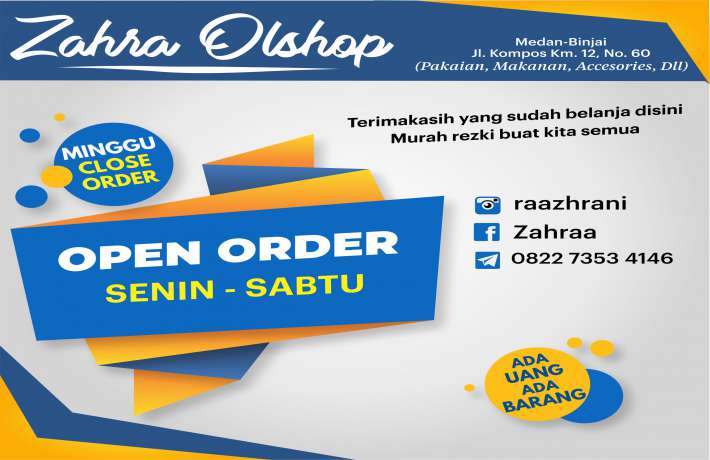 Zahra Olshop
Medan-Binjai
Jl. Kompos Km. 12, No. 60
(Pakaian, Makanan, Accesories, Dll)
Terimakasih yang sudah belanja disini
Murah rezki buat kita semua
MINGGU
CLOSE
ORDER
OPEN ORDER
SENIN - SABTU
raazhrani
Zahraa
0822 7353 4146
ADA
UANG
ADA
BARANG